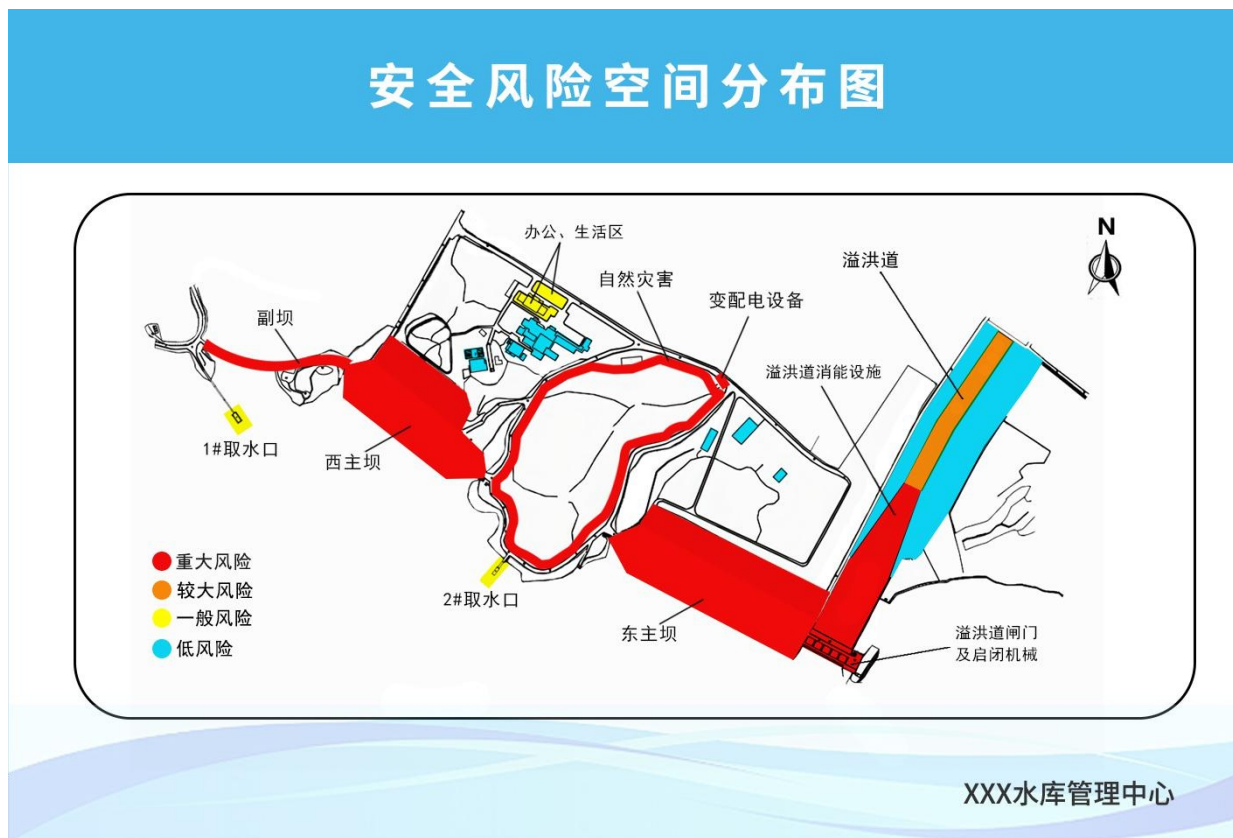 安全风险空间分布图
N
办公、生活区
溢洪道
自然灾害
变配电设备
副坝
溢洪道消能设施
1#取水口
西主坝
重大风险
较大风险
一般风险
低风险
2#取水口
东主坝
溢洪道闸门
及启闭机械
XXX水库管理中心